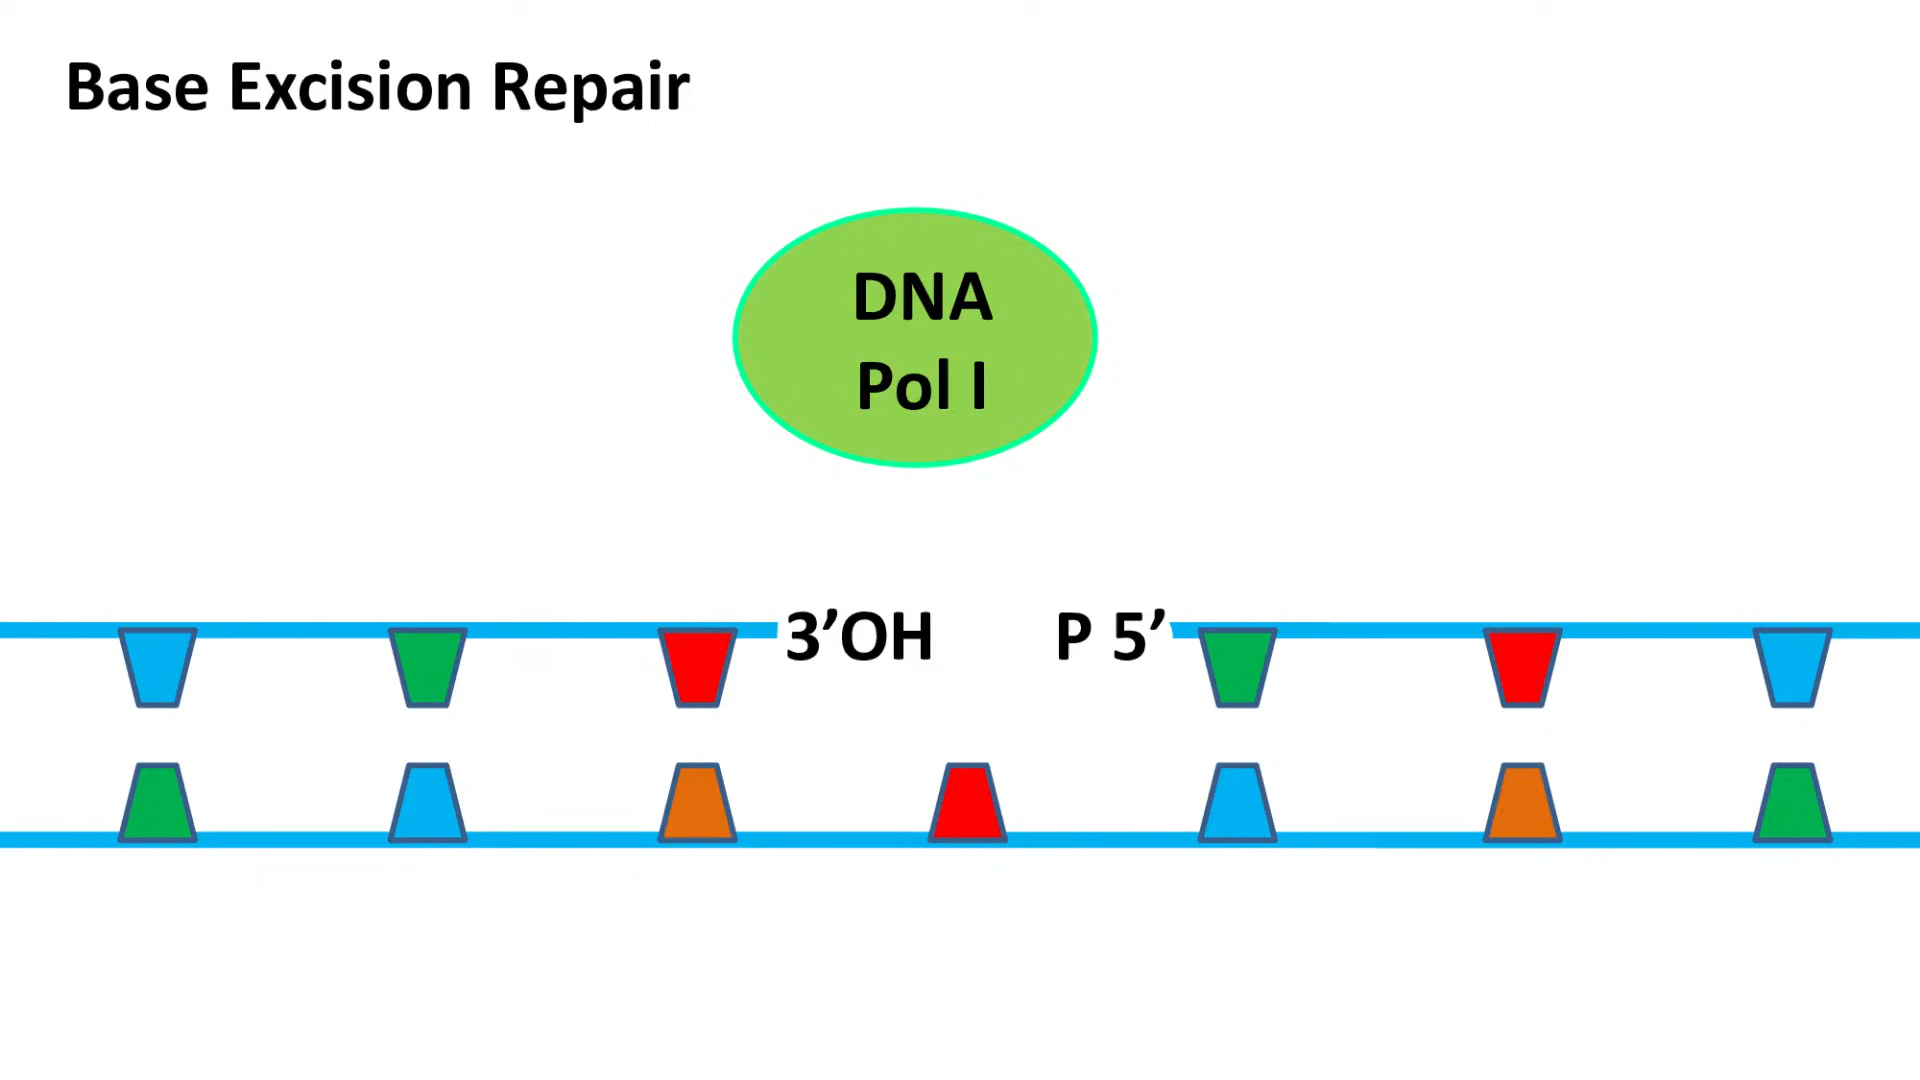 Base Excision Repair
DNA
Pol I
3’OH P 5’